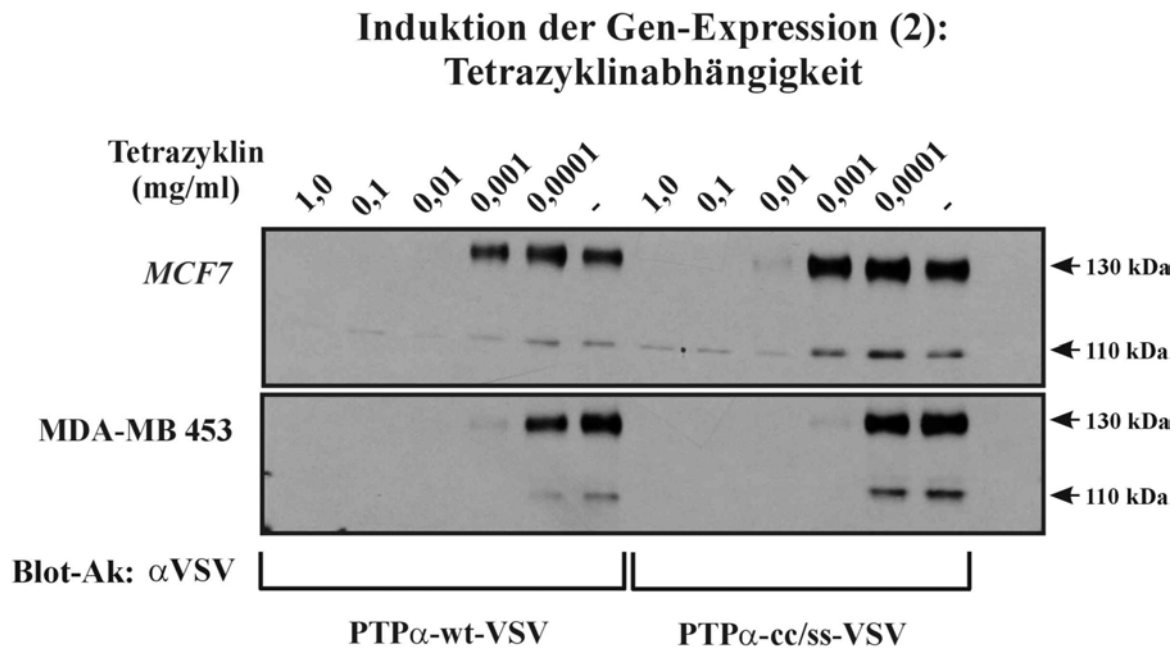 Induktion der Gen-Expression (2):
Tetrazyklinabhängigkeit
Tetrazyklin
(mg/ml)
1,0 0,1 0,01 0,001 0,0001 - 1,0 0,1 0,01 0,001 0,0001 -
MCF7
130 kDa
110 kDa
MDA-MB 453
130 kDa
110 kDa
Blot-Ak: αVSV
PTPα-wt-VSV PTPα-cc/ss-VSV